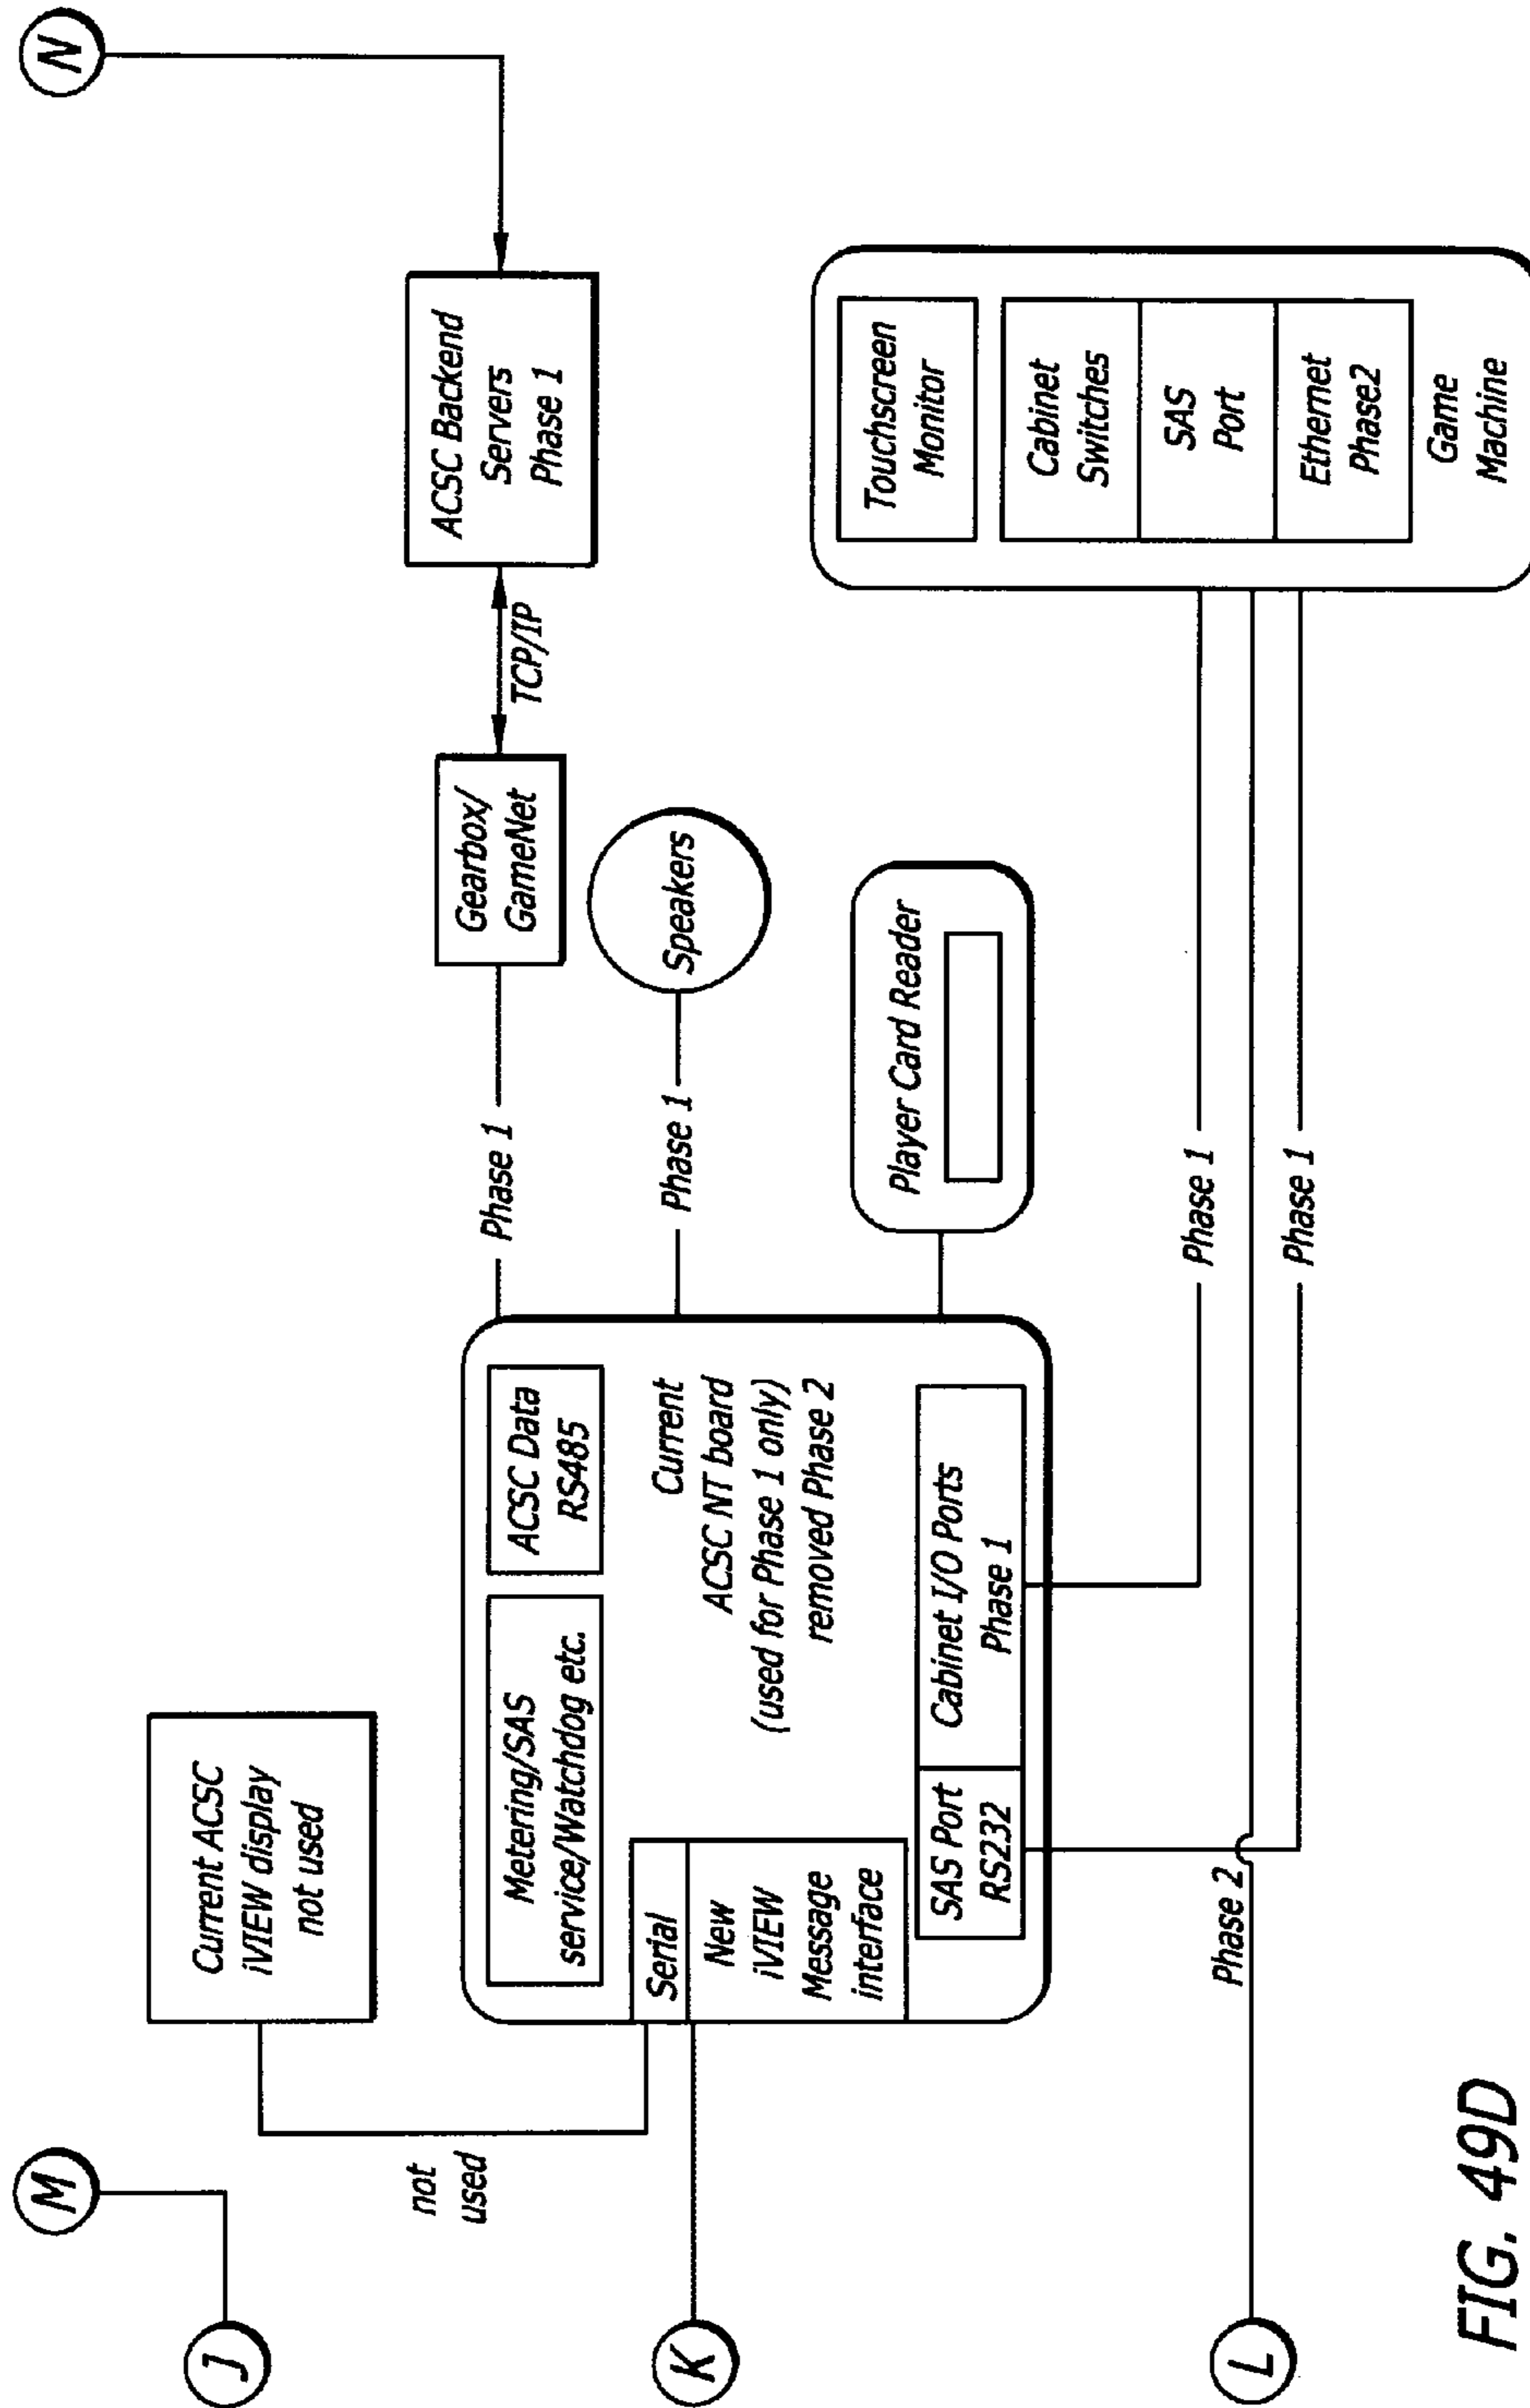 M
N
J
Current ACSC
iVIEW display
not used
not
used
Metering/SAS
service/Watchdog etc.
ACSC Data
RS485
Current
ACSC NT board
(used for Phase 1 only)
removed Phase 2
Serial
New
iVIEW
Message
interface
SAS Port
RS232
Cabinet I/O Ports
Phase 1
Phase 1
Gearbox/
GameNet
TCP/IP
ACSC Backend
Servers
Phase 1
Phase 1
Speakers
Player Card Reader
K
L
Phase 2
Phase 1
Phase 1
Touchscreen
Monitor
Cabinet
Switches
SAS
Port
Ethernet
Phase2
Game
Machine
FIG. 49D